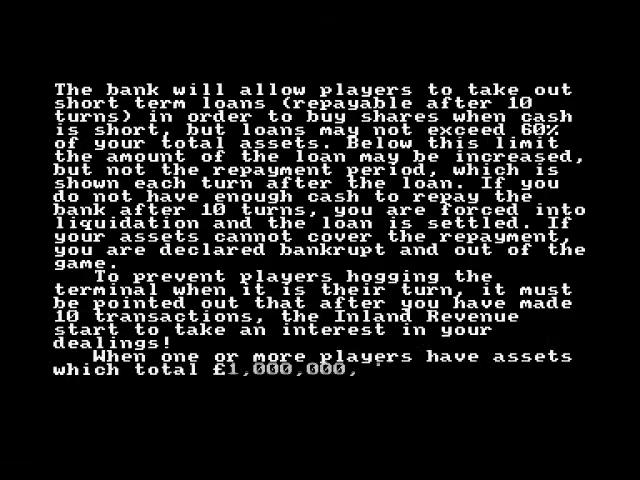 The bank will allow players to take out
short term loans (repayable after 10
turns) in order to buy shares when cash
is short, but loans may not exceed 60%
of your total assets. Below this limit
the amount of the loan may be increased,
but not the repayment period, which is
shown each turn after the loan. If you
do not have enough cash to repay the
bank after 10 turns, you are forced into
liquidation and the loan is settled. If
your assets cannot cover the repayment,
you are declared bankrupt and out of the
game.
To prevent players hogging the
terminal when it is their turn, it must
be pointed out that after you have made
10 transactions, the Inland Revenue
start to take an interest in your
dealings!
When one or more players have assets
which total £1,000,000,